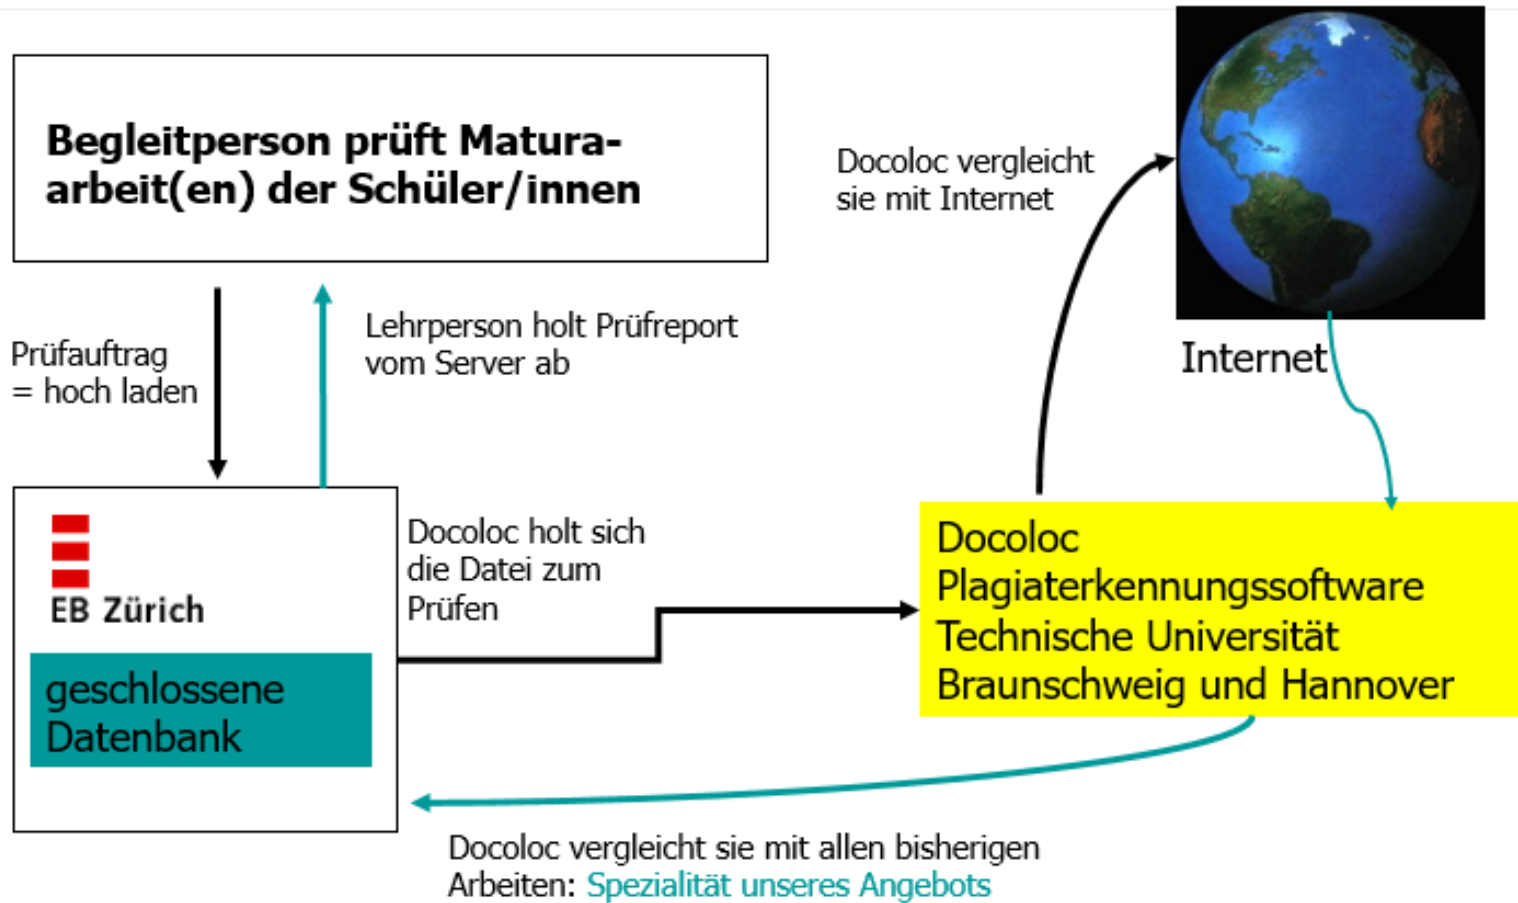 Begleitperson prüft Matura-
arbeit(en) der Schüler/innen
Docoloc vergleicht
sie mit Internet
Lehrperson holt Prüfreport
vom Server ab
Prüfauftrag
= hoch laden
Internet
Docoloc holt sich
die Datei zum
Prüfen
EB Zürich
geschlossene
Datenbank
Docoloc
Plagiaterkennungssoftware
Technische Universität
Braunschweig und Hannover
Docoloc vergleicht sie mit allen bisherigen
Arbeiten: Spezialität unseres Angebots